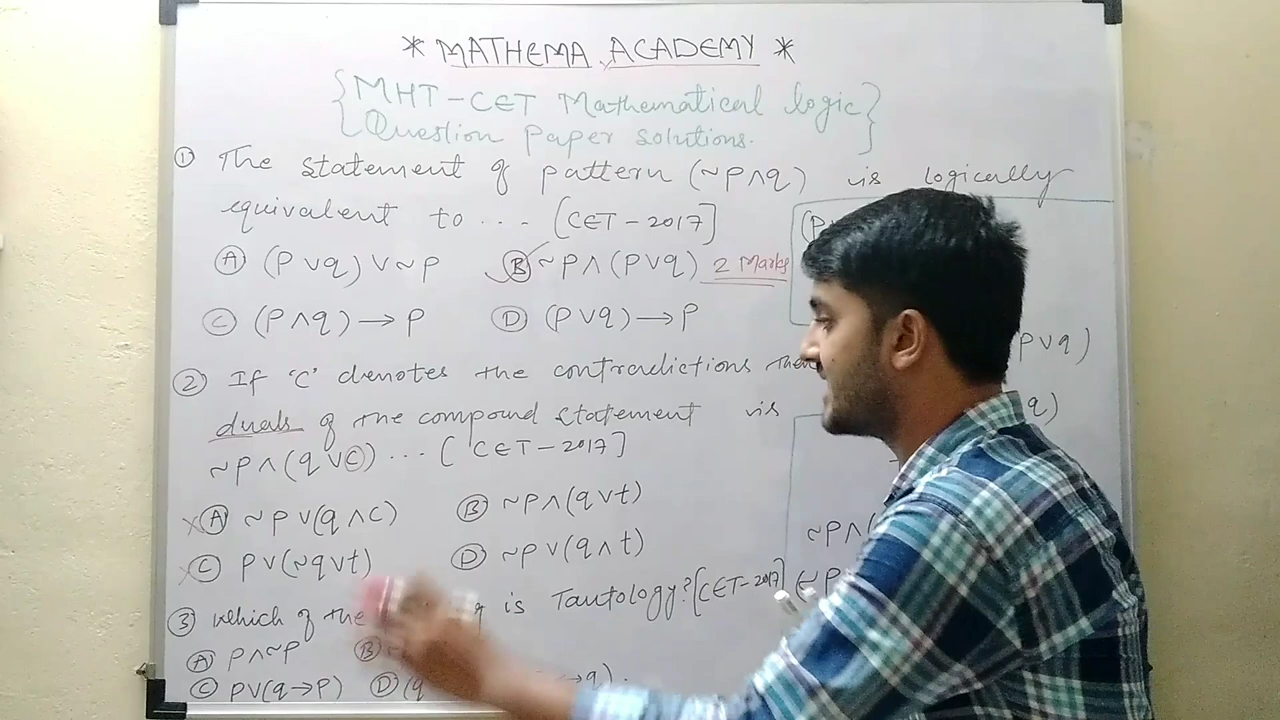 * MATHEMA ACADEMY *
{MHT-CET Mathematical logic
Question Paper solutions.}
① The statement of pattern (~p∧q) is logically
equivalent to ... [CET-2017]
Ⓐ (p∨q)∨~p Ⓑ ~p∧(p∨q) 2 Marks
Ⓒ (p∧q)→p Ⓓ (p∨q)→p
p∨q)
② If 'c' denotes the contradictions then
q)
duals of the compound statement is
~p∧(q∨c) ... [CET-2017]
Ⓐ ~p∨(q∧c) Ⓑ ~p∧(q∨t)
~p∧(
Ⓒ p∨(~q∨t) Ⓓ ~p∨(q∧t)
③ which of the is Tautology? [CET-2017]
Ⓐ p∧~p Ⓑ
Ⓒ p∨(q→p) Ⓓ (q →q).